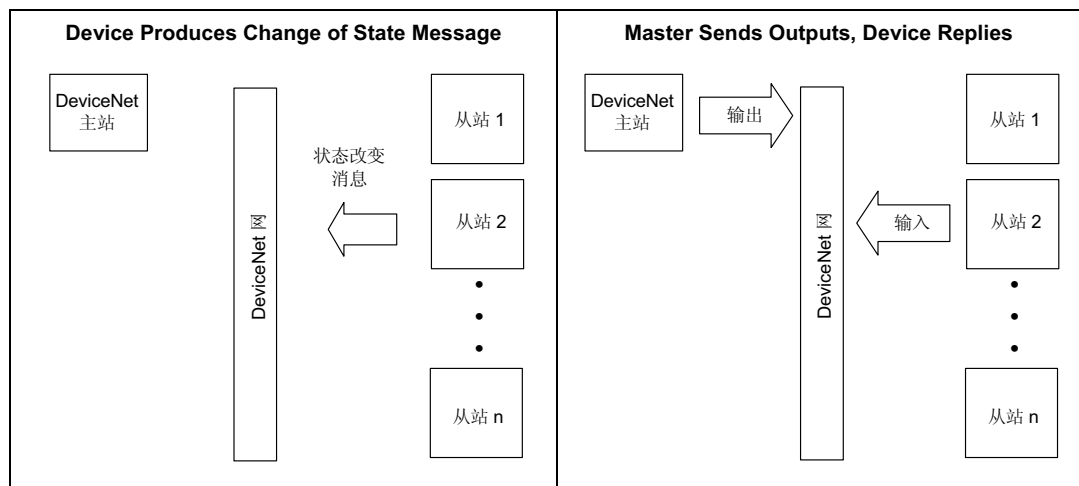 Device Produces Change of State Message
DeviceNet
主站
DeviceNet 网
状态改变
消息
从站 1
从站 2
从站 n
Master Sends Outputs, Device Replies
DeviceNet
主站
输出
DeviceNet 网
输入
从站 1
从站 2
从站 n